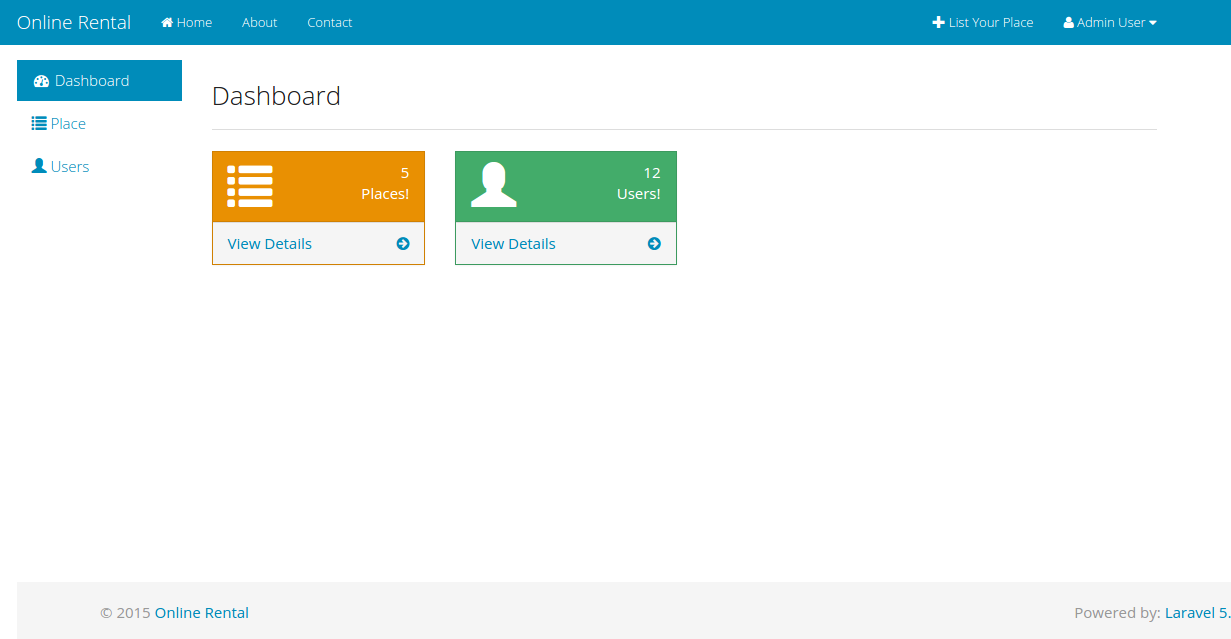 Online Rental Home About Contact List Your Place Admin User
Dashboard
Place
Users
Dashboard
5
Places!
View Details
12
Users!
View Details
© 2015 Online Rental Powered by: Laravel 5.